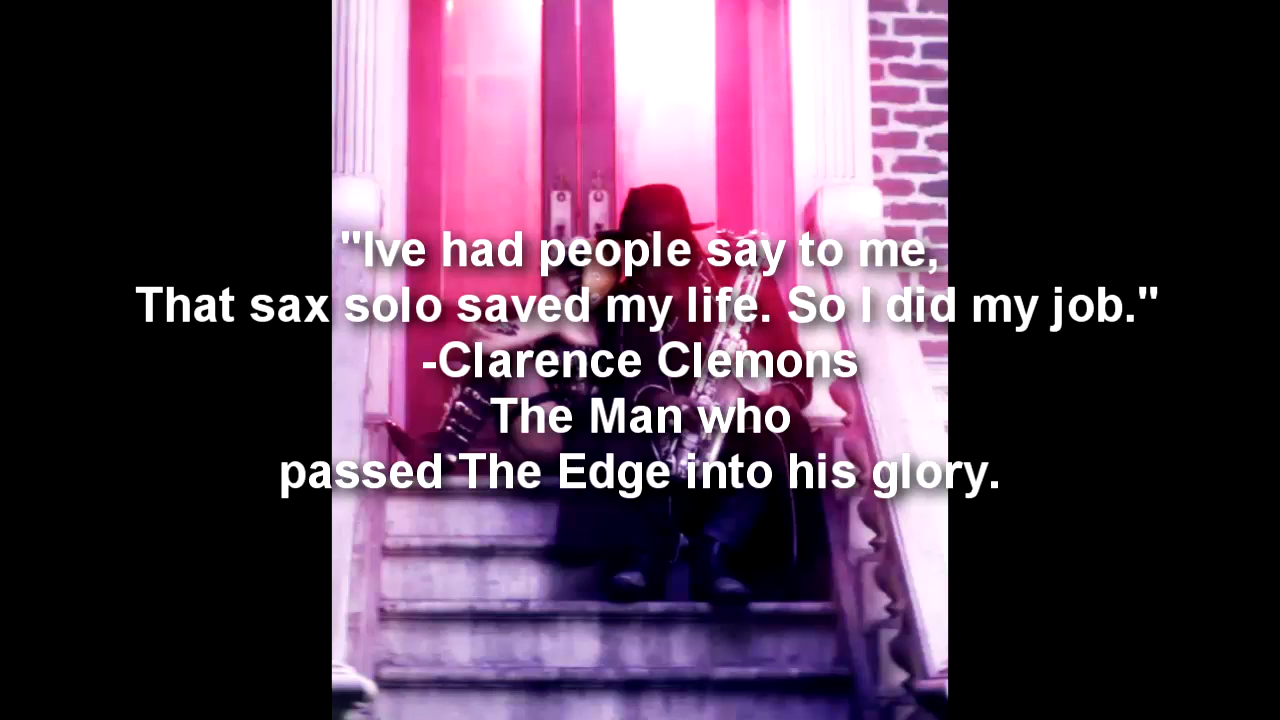 "Ive had people say to me,
That sax solo saved my life. So I did my job."
-Clarence Clemons
The Man who
passed The Edge into his glory.